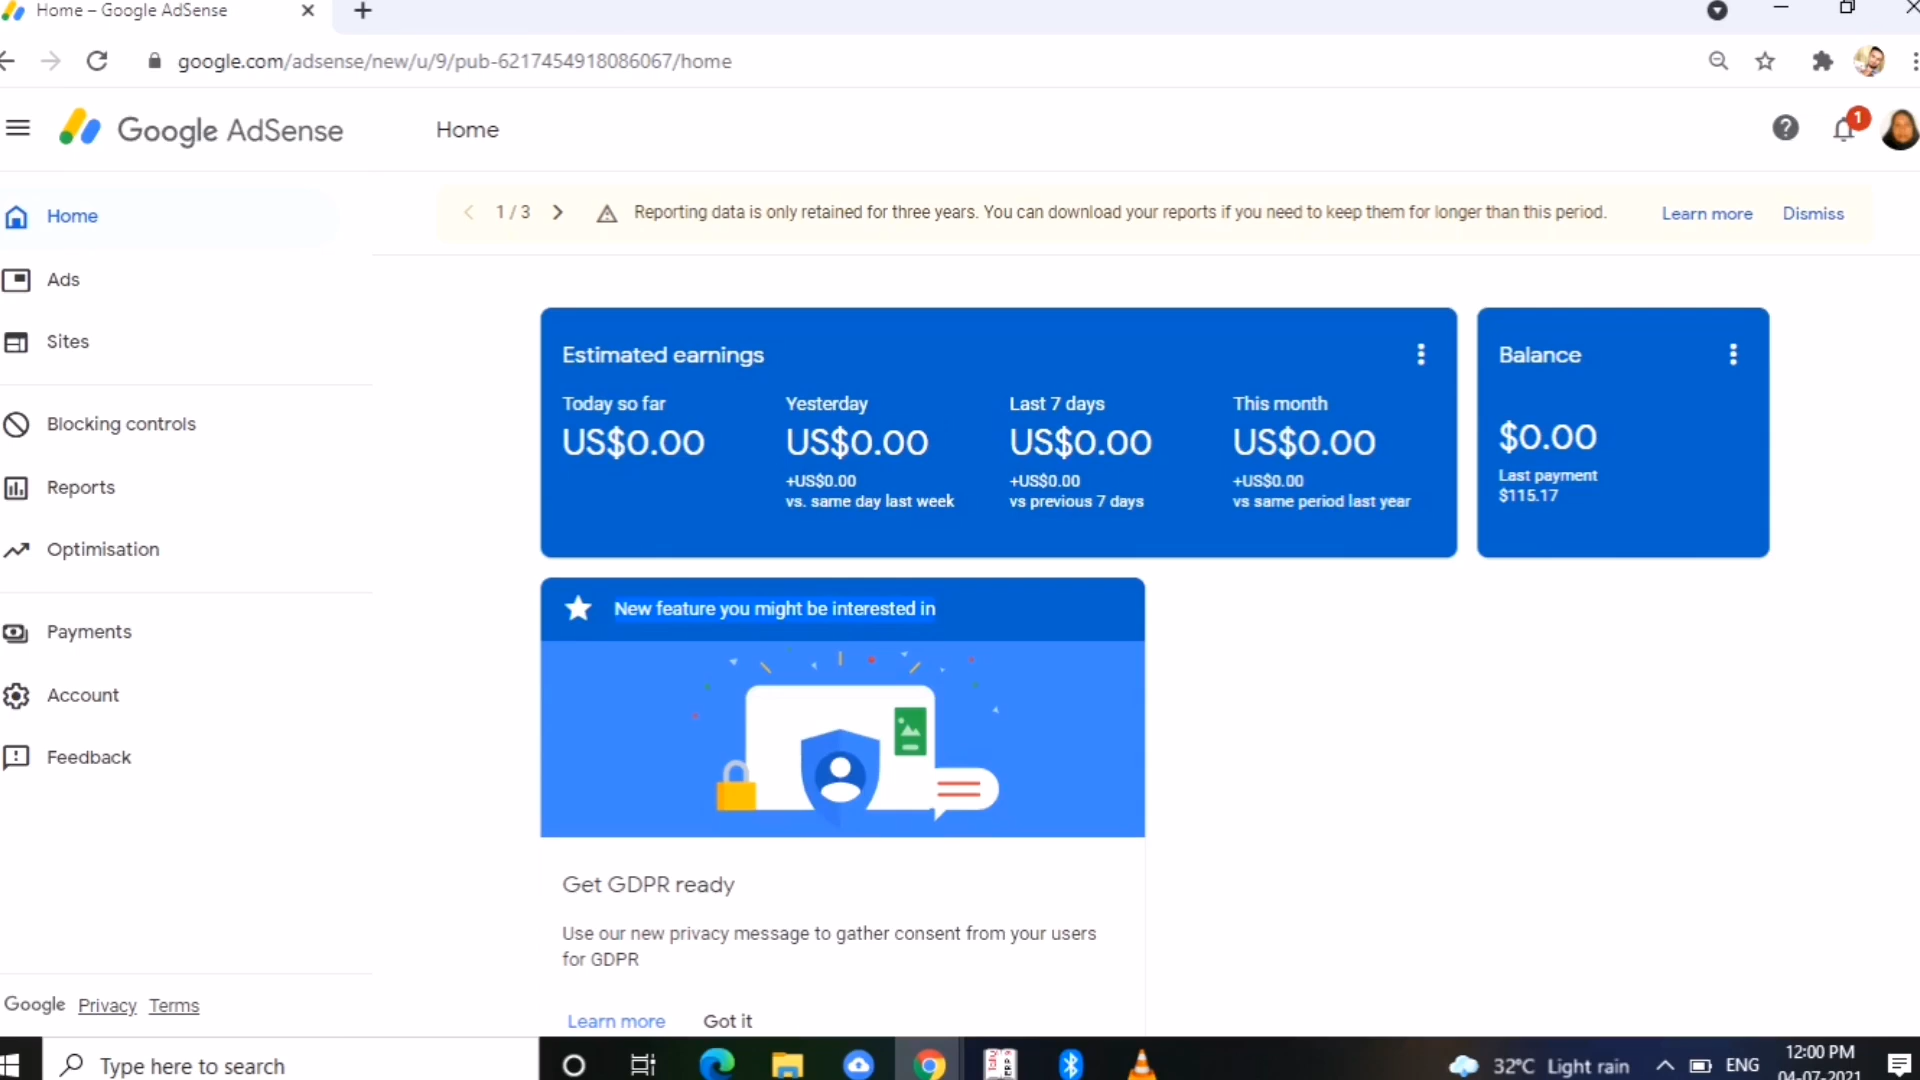 Home – Google AdSense
google.com/adsense/new/u/9/pub-6217454918086067/home
Google AdSense
Home
1
Home
Ads
Sites
Blocking controls
Reports
Optimisation
Payments
Account
Feedback
Google Privacy Terms
1 / 3
Reporting data is only retained for three years. You can download your reports if you need to keep them for longer than this period.
Learn more Dismiss
Estimated earnings
Today so far
US$0.00
Yesterday
US$0.00
+US$0.00
vs. same day last week
Last 7 days
US$0.00
+US$0.00
vs previous 7 days
This month
US$0.00
+US$0.00
vs same period last year
Balance
$0.00
Last payment
$115.17
New feature you might be interested in
Get GDPR ready
Use our new privacy message to gather consent from your users
for GDPR
Learn more Got it
Type here to search
32°C Light rain
ENG
12:00 PM
04-07-2021